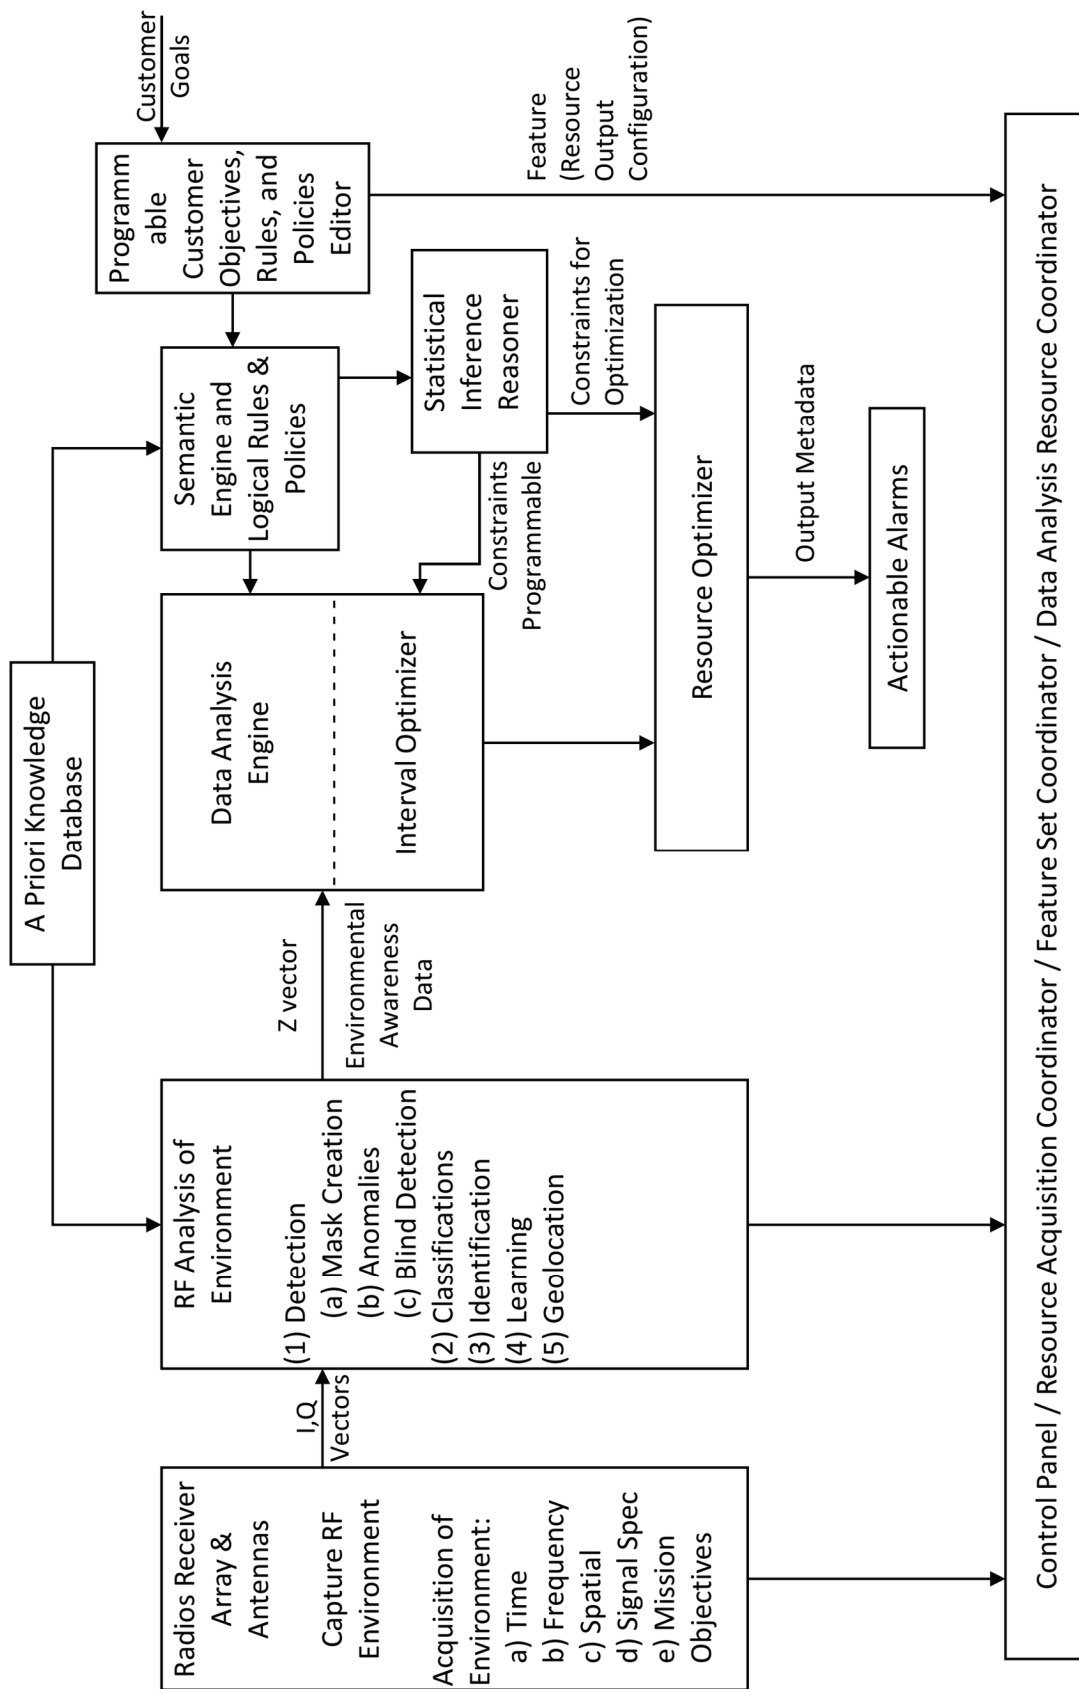 A Priori Knowledge
Database
Radios Receiver
Array &
Antennas
Capture RF
Environment
Acquisition of
Environment:
a) Time
b) Frequency
c) Spatial
d) Signal Spec
e) Mission
Objectives
I,Q
Vectors
RF Analysis of
Environment
(1) Detection
(a) Mask Creation
(b) Anomalies
(c) Blind Detection
(2) Classifications
(3) Identification
(4) Learning
(5) Geolocation
Z vector
Environmental
Awareness
Data
Data Analysis
Engine
Interval Optimizer
Semantic
Engine and
Logical Rules &
Policies
Programm
able
Customer
Objectives,
Rules, and
Policies
Editor
Customer
Goals
Statistical
Inference
Reasoner
Constraints
Programmable
Constraints for
Optimization
Feature
(Resource
Output
Configuration)
Resource Optimizer
Output Metadata
Actionable Alarms
Control Panel / Resource Acquisition Coordinator / Feature Set Coordinator / Data Analysis Resource Coordinator